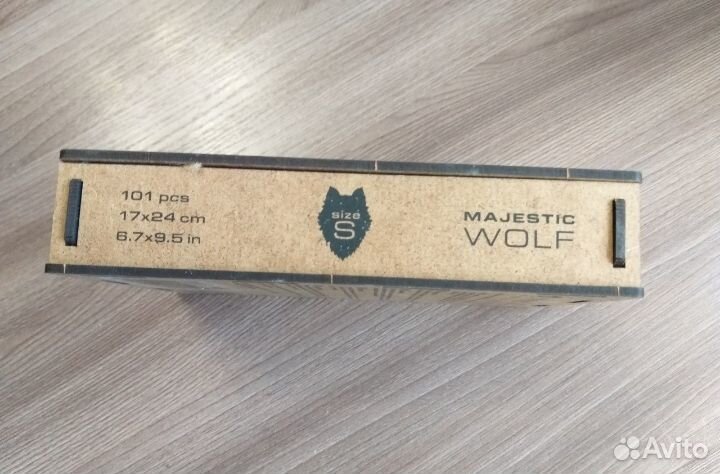 101 pcs
17x24 cm
6.7x9.5 in
size
S
MAJESTIC
WOLF
Avito